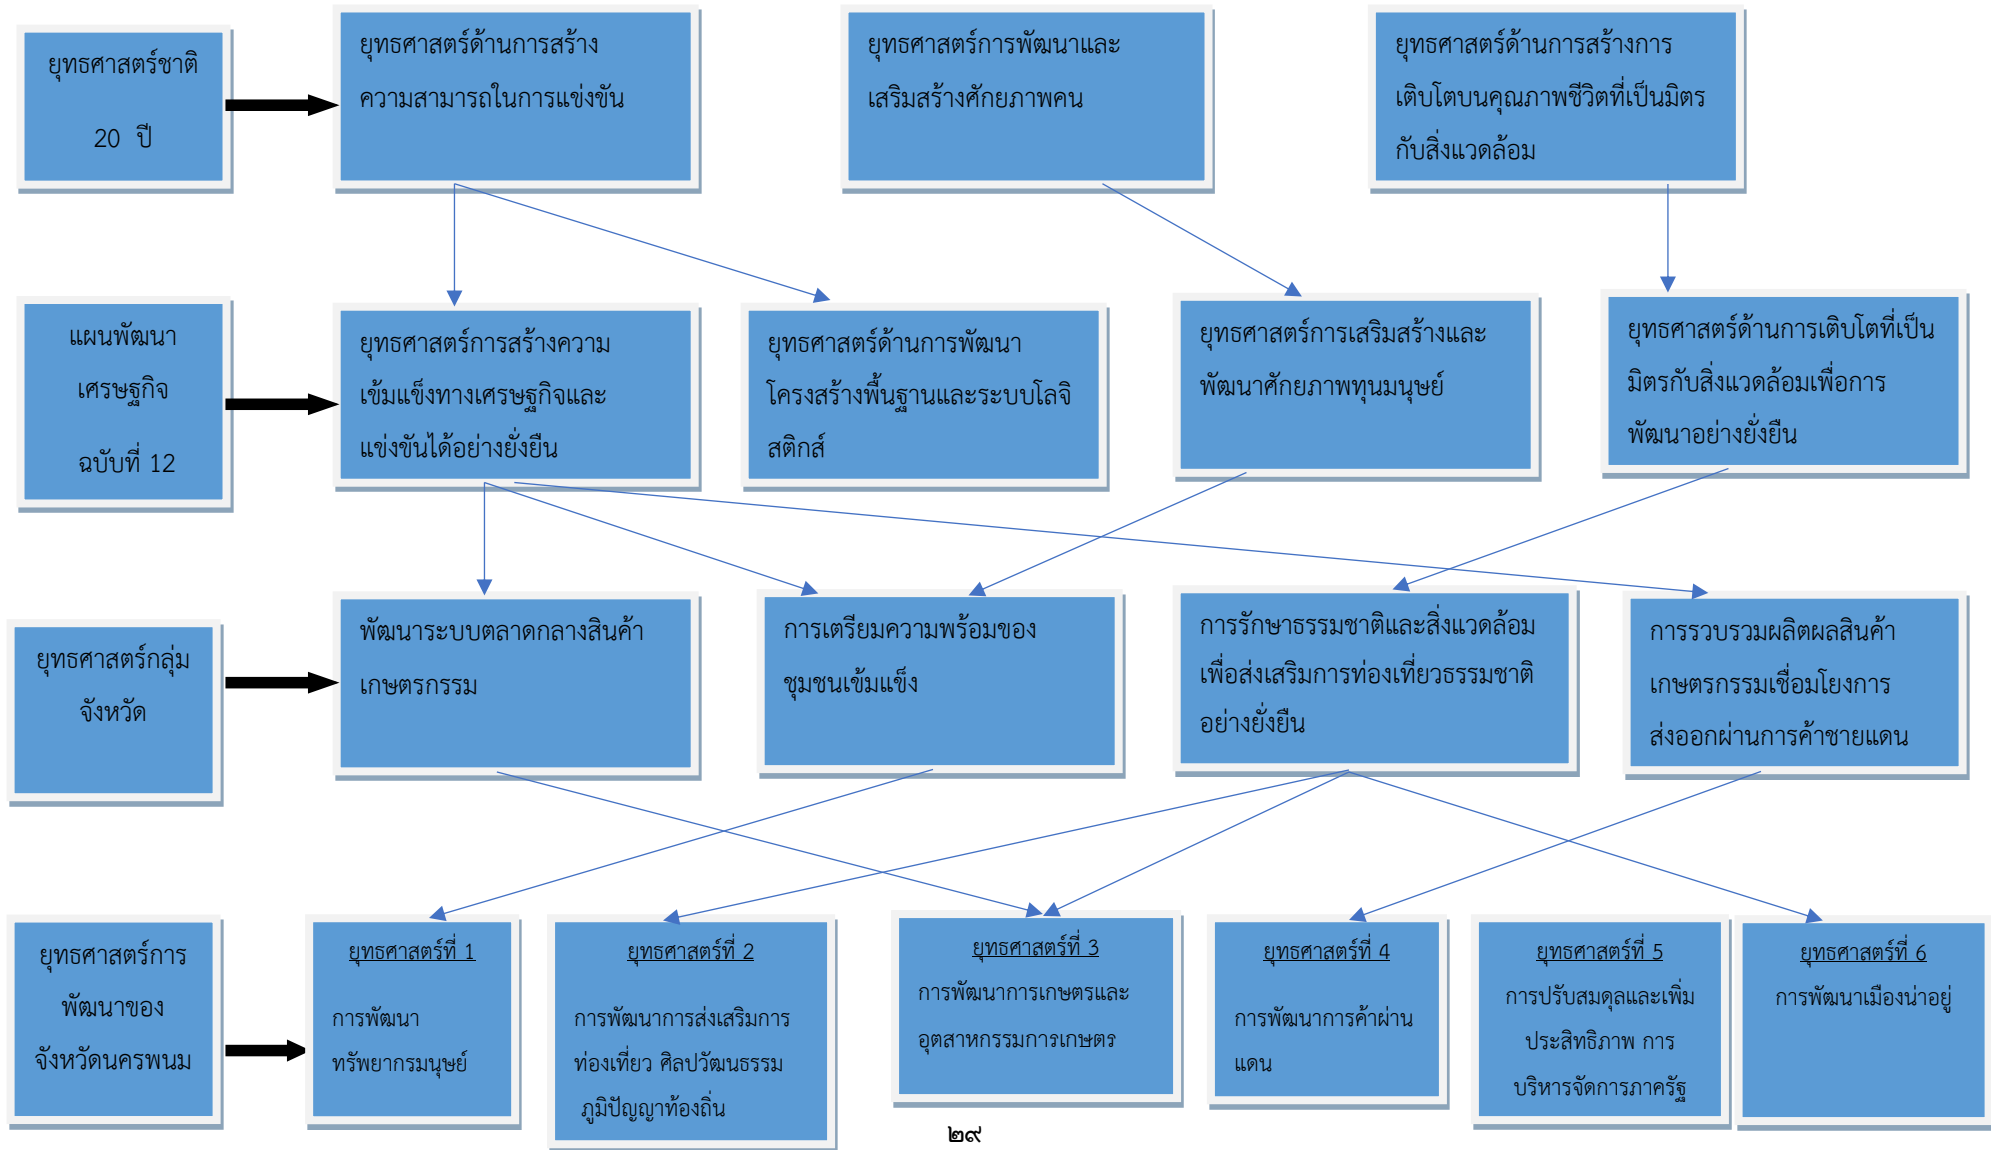 ยุทธศาสตร์ชาติ
20 ปี
ยุทธศาสตร์ด้านการสร้าง
ความสามารถในการแข่งขัน
ยุทธศาสตร์การพัฒนาและ
เสริมสร้างศักยภาพคน
ยุทธศาสตร์ด้านการสร้างการ
เติบโตบนคุณภาพชีวิตที่เป็นมิตร
กับสิ่งแวดล้อม
แผนพัฒนา
เศรษฐกิจ
ฉบับที่ 12
ยุทธศาสตร์การสร้างความ
เข้มแข็งทางเศรษฐกิจและ
แข่งขันได้อย่างยั่งยืน
ยุทธศาสตร์ด้านการพัฒนา
โครงสร้างพื้นฐานและระบบโลจิ
สติกส์
ยุทธศาสตร์การเสริมสร้างและ
พัฒนาศักยภาพทุนมนุษย์
ยุทธศาสตร์ด้านการเติบโตที่เป็น
มิตรกับสิ่งแวดล้อมเพื่อการ
พัฒนาอย่างยั่งยืน
ยุทธศาสตร์กลุ่ม
จังหวัด
พัฒนาระบบตลาดกลางสินค้า
เกษตรกรรม
การเตรียมความพร้อมของ
ชุมชนเข้มแข็ง
การรักษาธรรมชาติและสิ่งแวดล้อม
เพื่อส่งเสริมการท่องเที่ยวธรรมชาติ
อย่างยั่งยืน
การรวบรวมผลิตผลสินค้า
เกษตรกรรมเชื่อมโยงการ
ส่งออกผ่านการค้าชายแดน
ยุทธศาสตร์การ
พัฒนาของ
จังหวัดนครพนม
ยุทธศาสตร์ที่ 1
การพัฒนา
ทรัพยากรมนุษย์
ยุทธศาสตร์ที่ 2
การพัฒนาการส่งเสริมการ
ท่องเที่ยว ศิลปวัฒนธรรม
ภูมิปัญญาท้องถิ่น
ยุทธศาสตร์ที่ 3
การพัฒนาการเกษตรและ
อุตสาหกรรมการเกษตร
ยุทธศาสตร์ที่ 4
การพัฒนาการค้าผ่าน
แดน
ยุทธศาสตร์ที่ 5
การปรับสมดุลและเพิ่ม
ประสิทธิภาพ การ
บริหารจัดการภาครัฐ
ยุทธศาสตร์ที่ 6
การพัฒนาเมืองน่าอยู่
๒๙